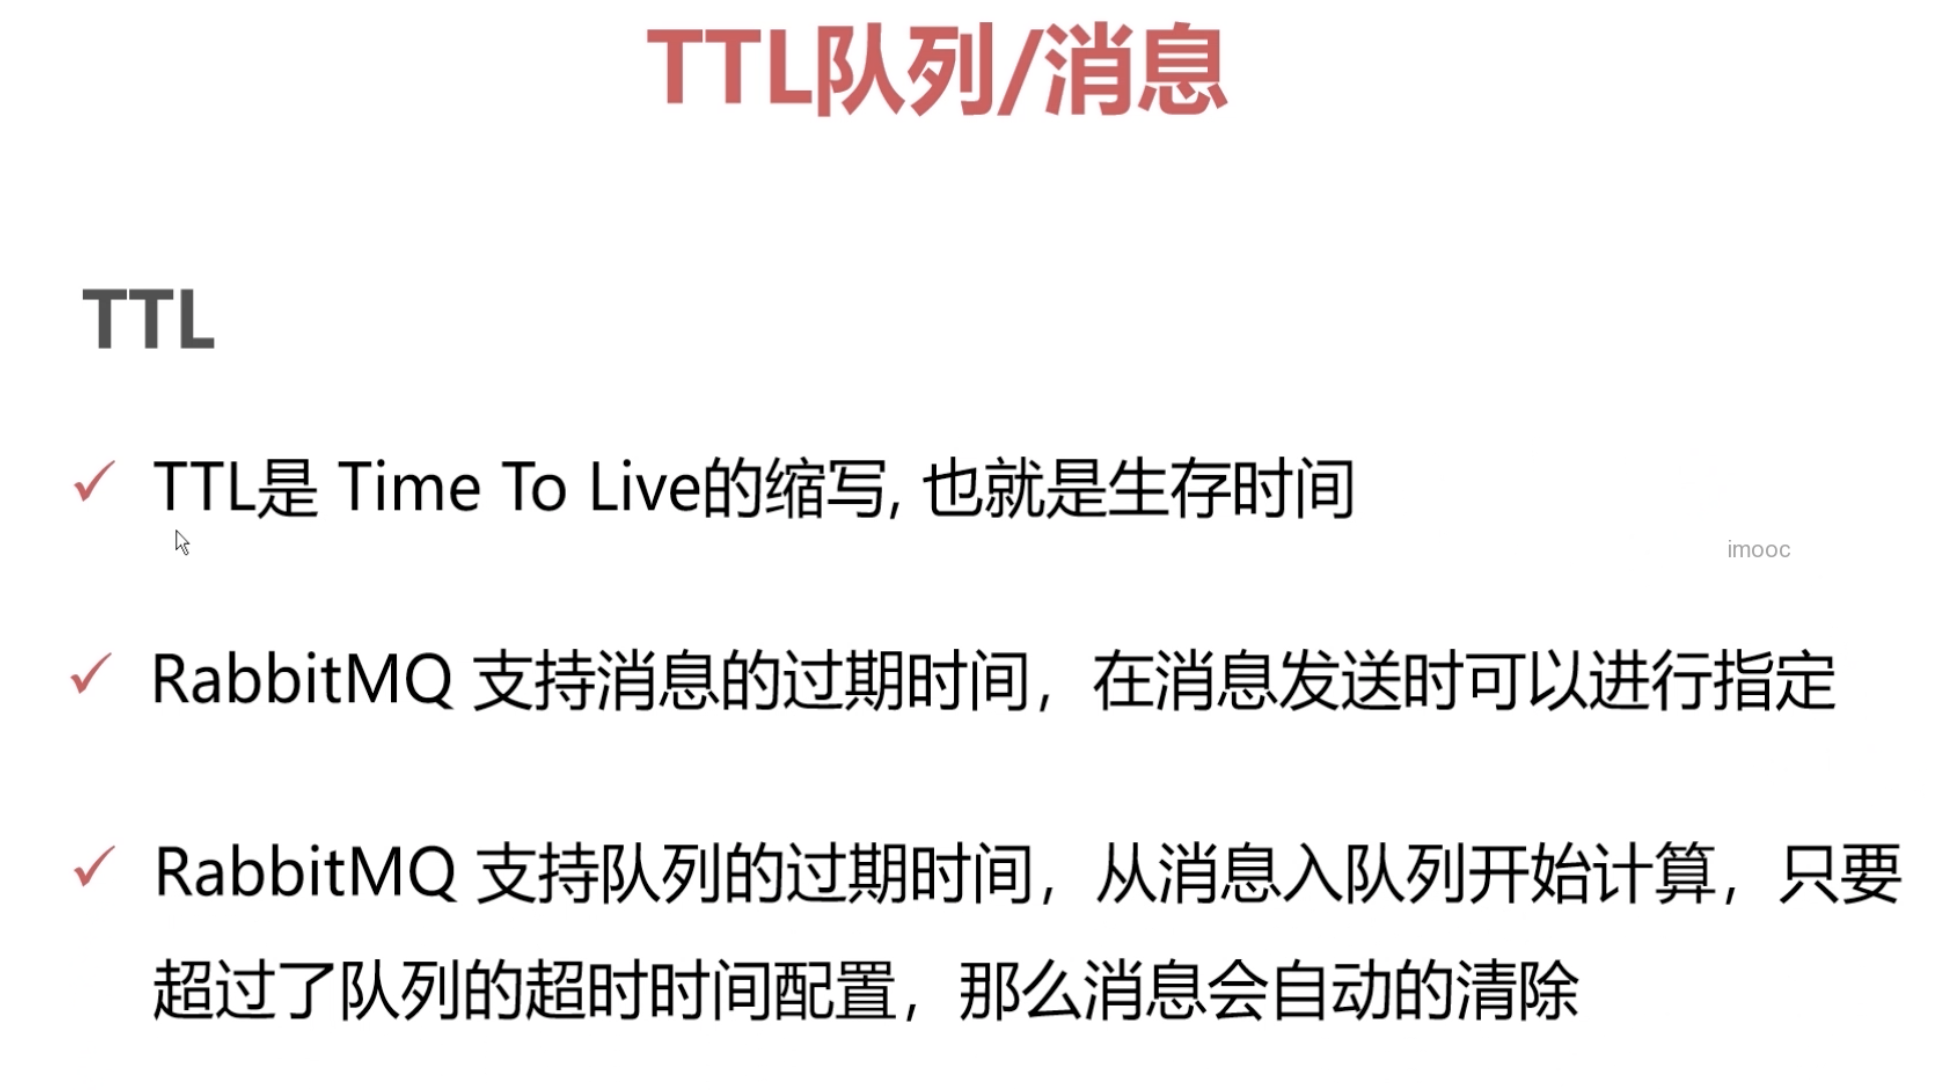 TTL队列/消息
TTL
TTL是 Time To Live的缩写, 也就是生存时间
imooc
RabbitMQ 支持消息的过期时间，在消息发送时可以进行指定
RabbitMQ 支持队列的过期时间，从消息入队列开始计算，只要
超过了队列的超时时间配置，那么消息会自动的清除